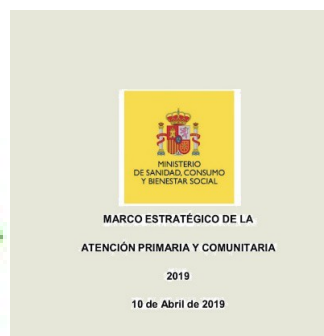 MINISTERIO
DE SANIDAD, CONSUMO
Y BIENESTAR SOCIAL
MARCO ESTRATÉGICO DE LA
ATENCIÓN PRIMARIA Y COMUNITARIA
2019
10 de Abril de 2019